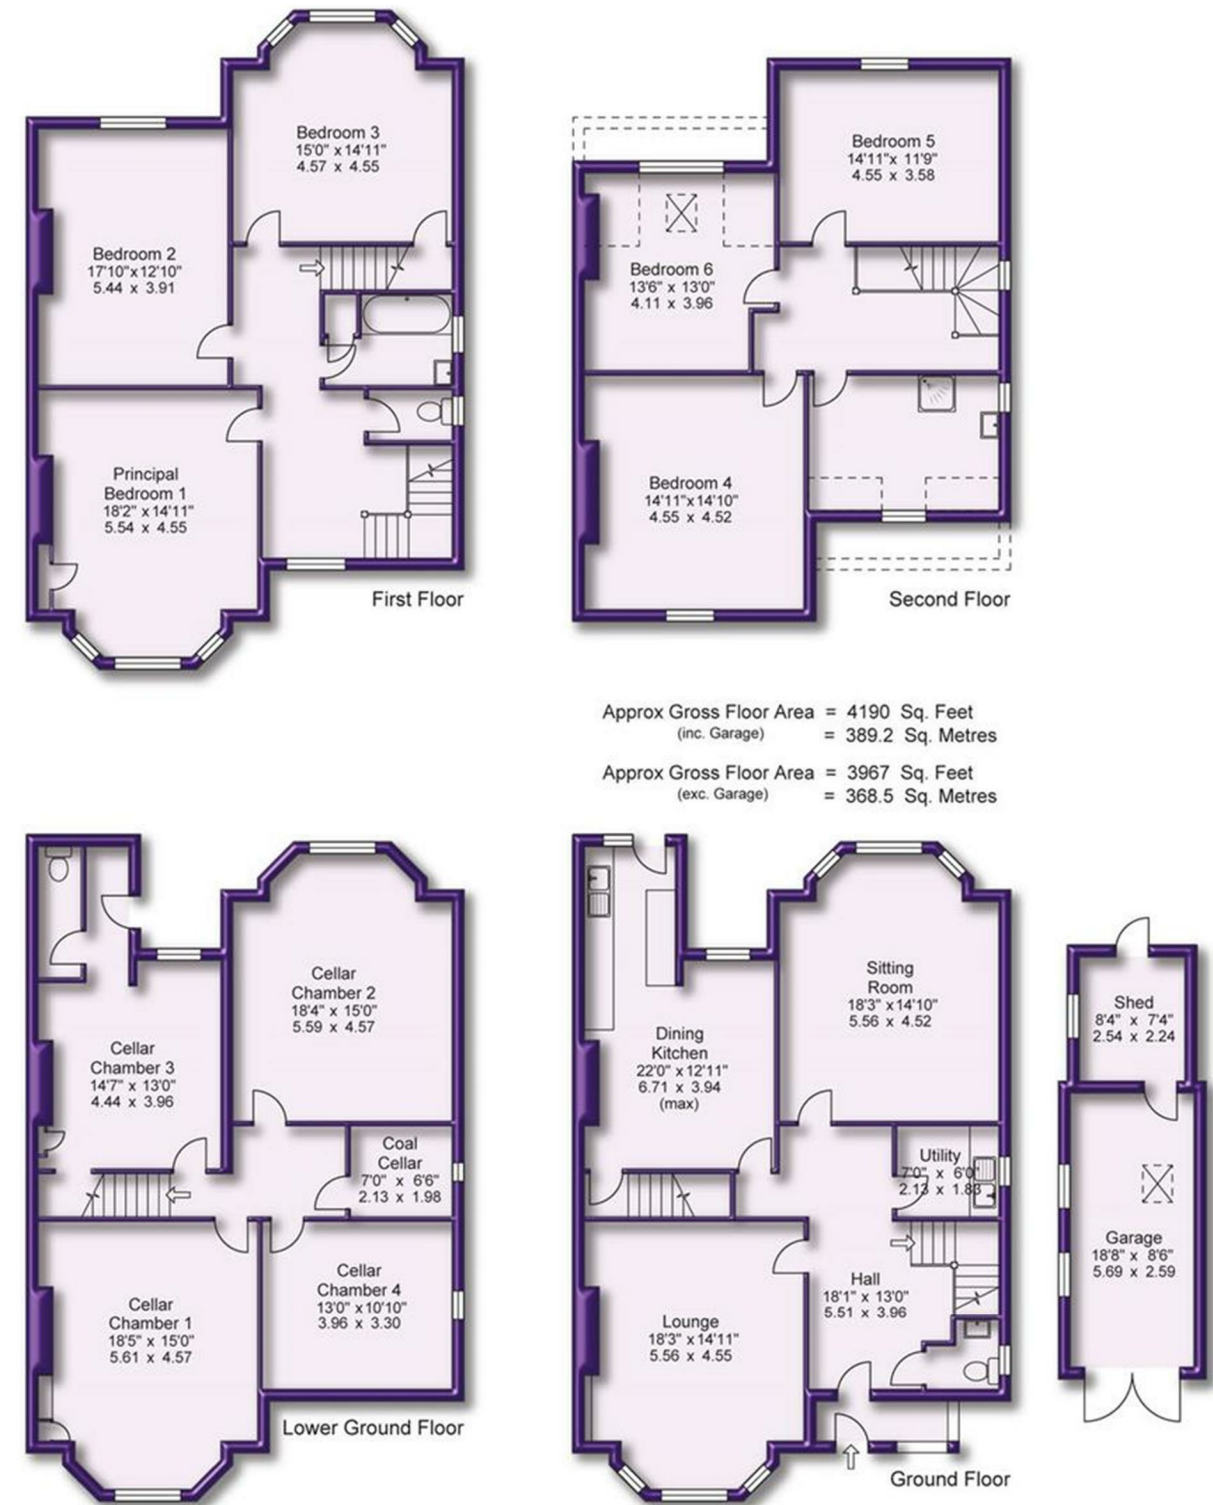 Bedroom 3
15'0" x 14'11"
4.57 x 4.55
Bedroom 2
17'10" x 12'10"
5.44 x 3.91
Principal
Bedroom 1
18'2" x 14'11"
5.54 x 4.55
First Floor
Bedroom 5
14'11" x 11'9"
4.55 x 3.58
Bedroom 6
13'6" x 13'0"
4.11 x 3.96
Bedroom 4
14'11" x 14'10"
4.55 x 4.52
Second Floor
Approx Gross Floor Area = 4190 Sq. Feet
(inc. Garage) = 389.2 Sq. Metres
Approx Gross Floor Area = 3967 Sq. Feet
(exc. Garage) = 368.5 Sq. Metres
Cellar
Chamber 2
18'4" x 15'0"
5.59 x 4.57
Cellar
Chamber 3
14'7" x 13'0"
4.44 x 3.96
Coal
Cellar
7'0" x 6'6"
2.13 x 1.98
Cellar
Chamber 4
13'0" x 10'10"
3.96 x 3.30
Cellar
Chamber 1
18'5" x 15'0"
5.61 x 4.57
Lower Ground Floor
Sitting
Room
18'3" x 14'10"
5.56 x 4.52
Dining
Kitchen
22'0" x 12'11"
6.71 x 3.94
(max)
Utility
7'0" x 6'0"
2.13 x 1.83
Hall
18'1" x 13'0"
5.51 x 3.96
Lounge
18'3" x 14'11"
5.56 x 4.55
Ground Floor
Shed
8'4" x 7'4"
2.54 x 2.24
Garage
18'8" x 8'6"
5.69 x 2.59